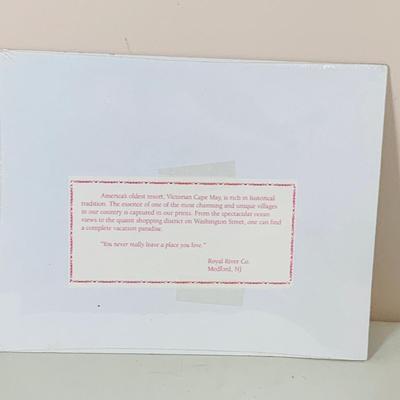 America's oldest resort, Victorian Cape May, is rich in historical
tradition. The essence of one of the most charming and unique villages
in our country is captured in our prints. From the spectacular ocean
views to the quaint shopping district on Washington Street, one can find
a complete vacation paradise.
"You never really leave a place you love."
Royal River Co.
Medford, NJ